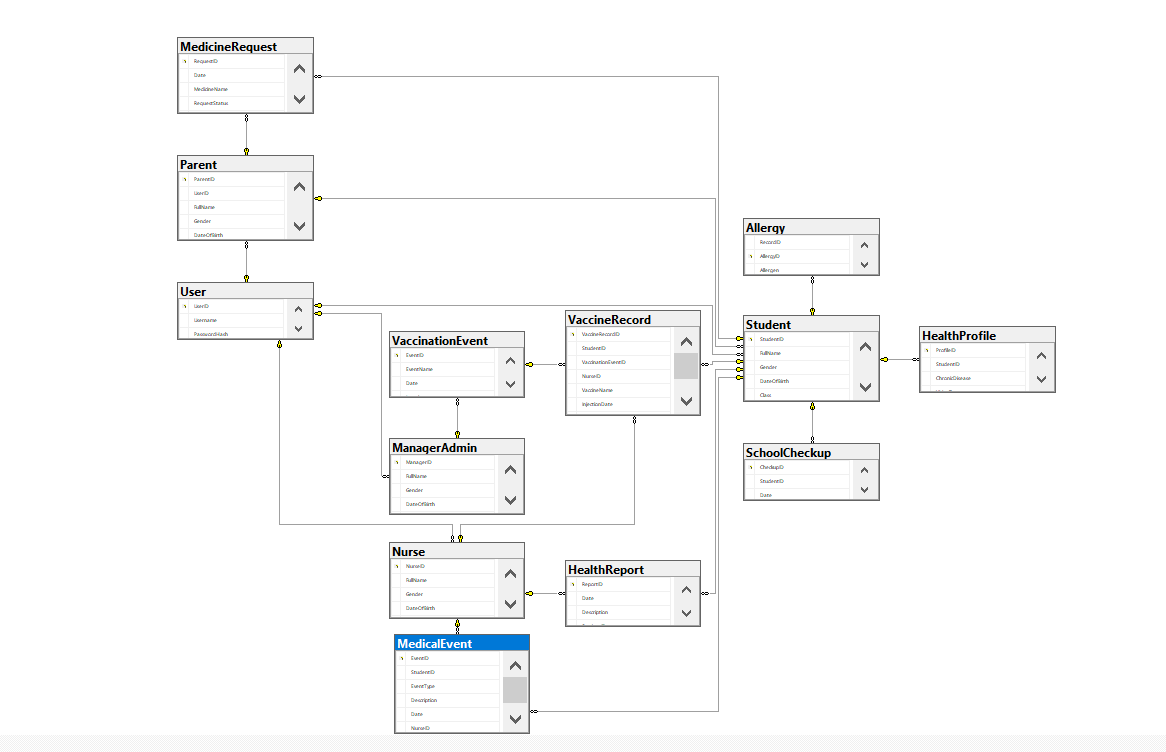 MedicineRequest
RequestID
Date
MedicineName
RequestStatus
Parent
ParentID
UserID
FullName
Gender
DateOfBirth
User
UserID
Username
PasswordHash
VaccinationEvent
EventID
EventName
Date
ManagerAdmin
ManagerID
FullName
Gender
DateOfBirth
Nurse
NurseID
FullName
Gender
DateOfBirth
MedicalEvent
EventID
StudentID
EventType
Description
Date
NurseID
VaccineRecord
VaccineRecordID
StudentID
VaccinationEventID
NurseID
VaccineName
InjectionDate
HealthReport
ReportID
Date
Description
Allergy
RecordID
AllergyID
Allergen
Student
StudentID
FullName
Gender
DateOfBirth
Class
SchoolCheckup
CheckupID
StudentID
Date
HealthProfile
ProfileID
StudentID
ChronicDisease